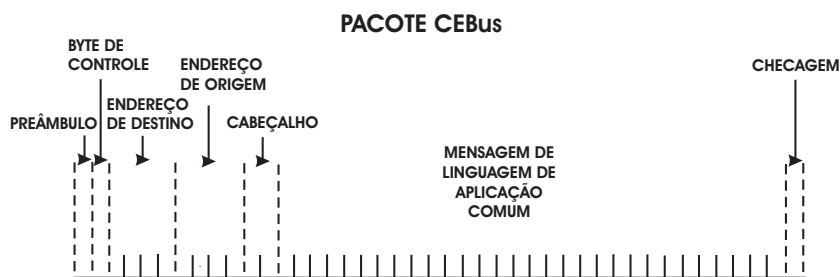 PACOTE CEBus
BYTE DE
CONTROLE
ENDEREÇO
DE ORIGEM
CHECAGEM
PREÂMBULO
ENDEREÇO
DE DESTINO
CABEÇALHO
MENSAGEM DE
LINGUAGEM DE
APLICAÇÃO
COMUM